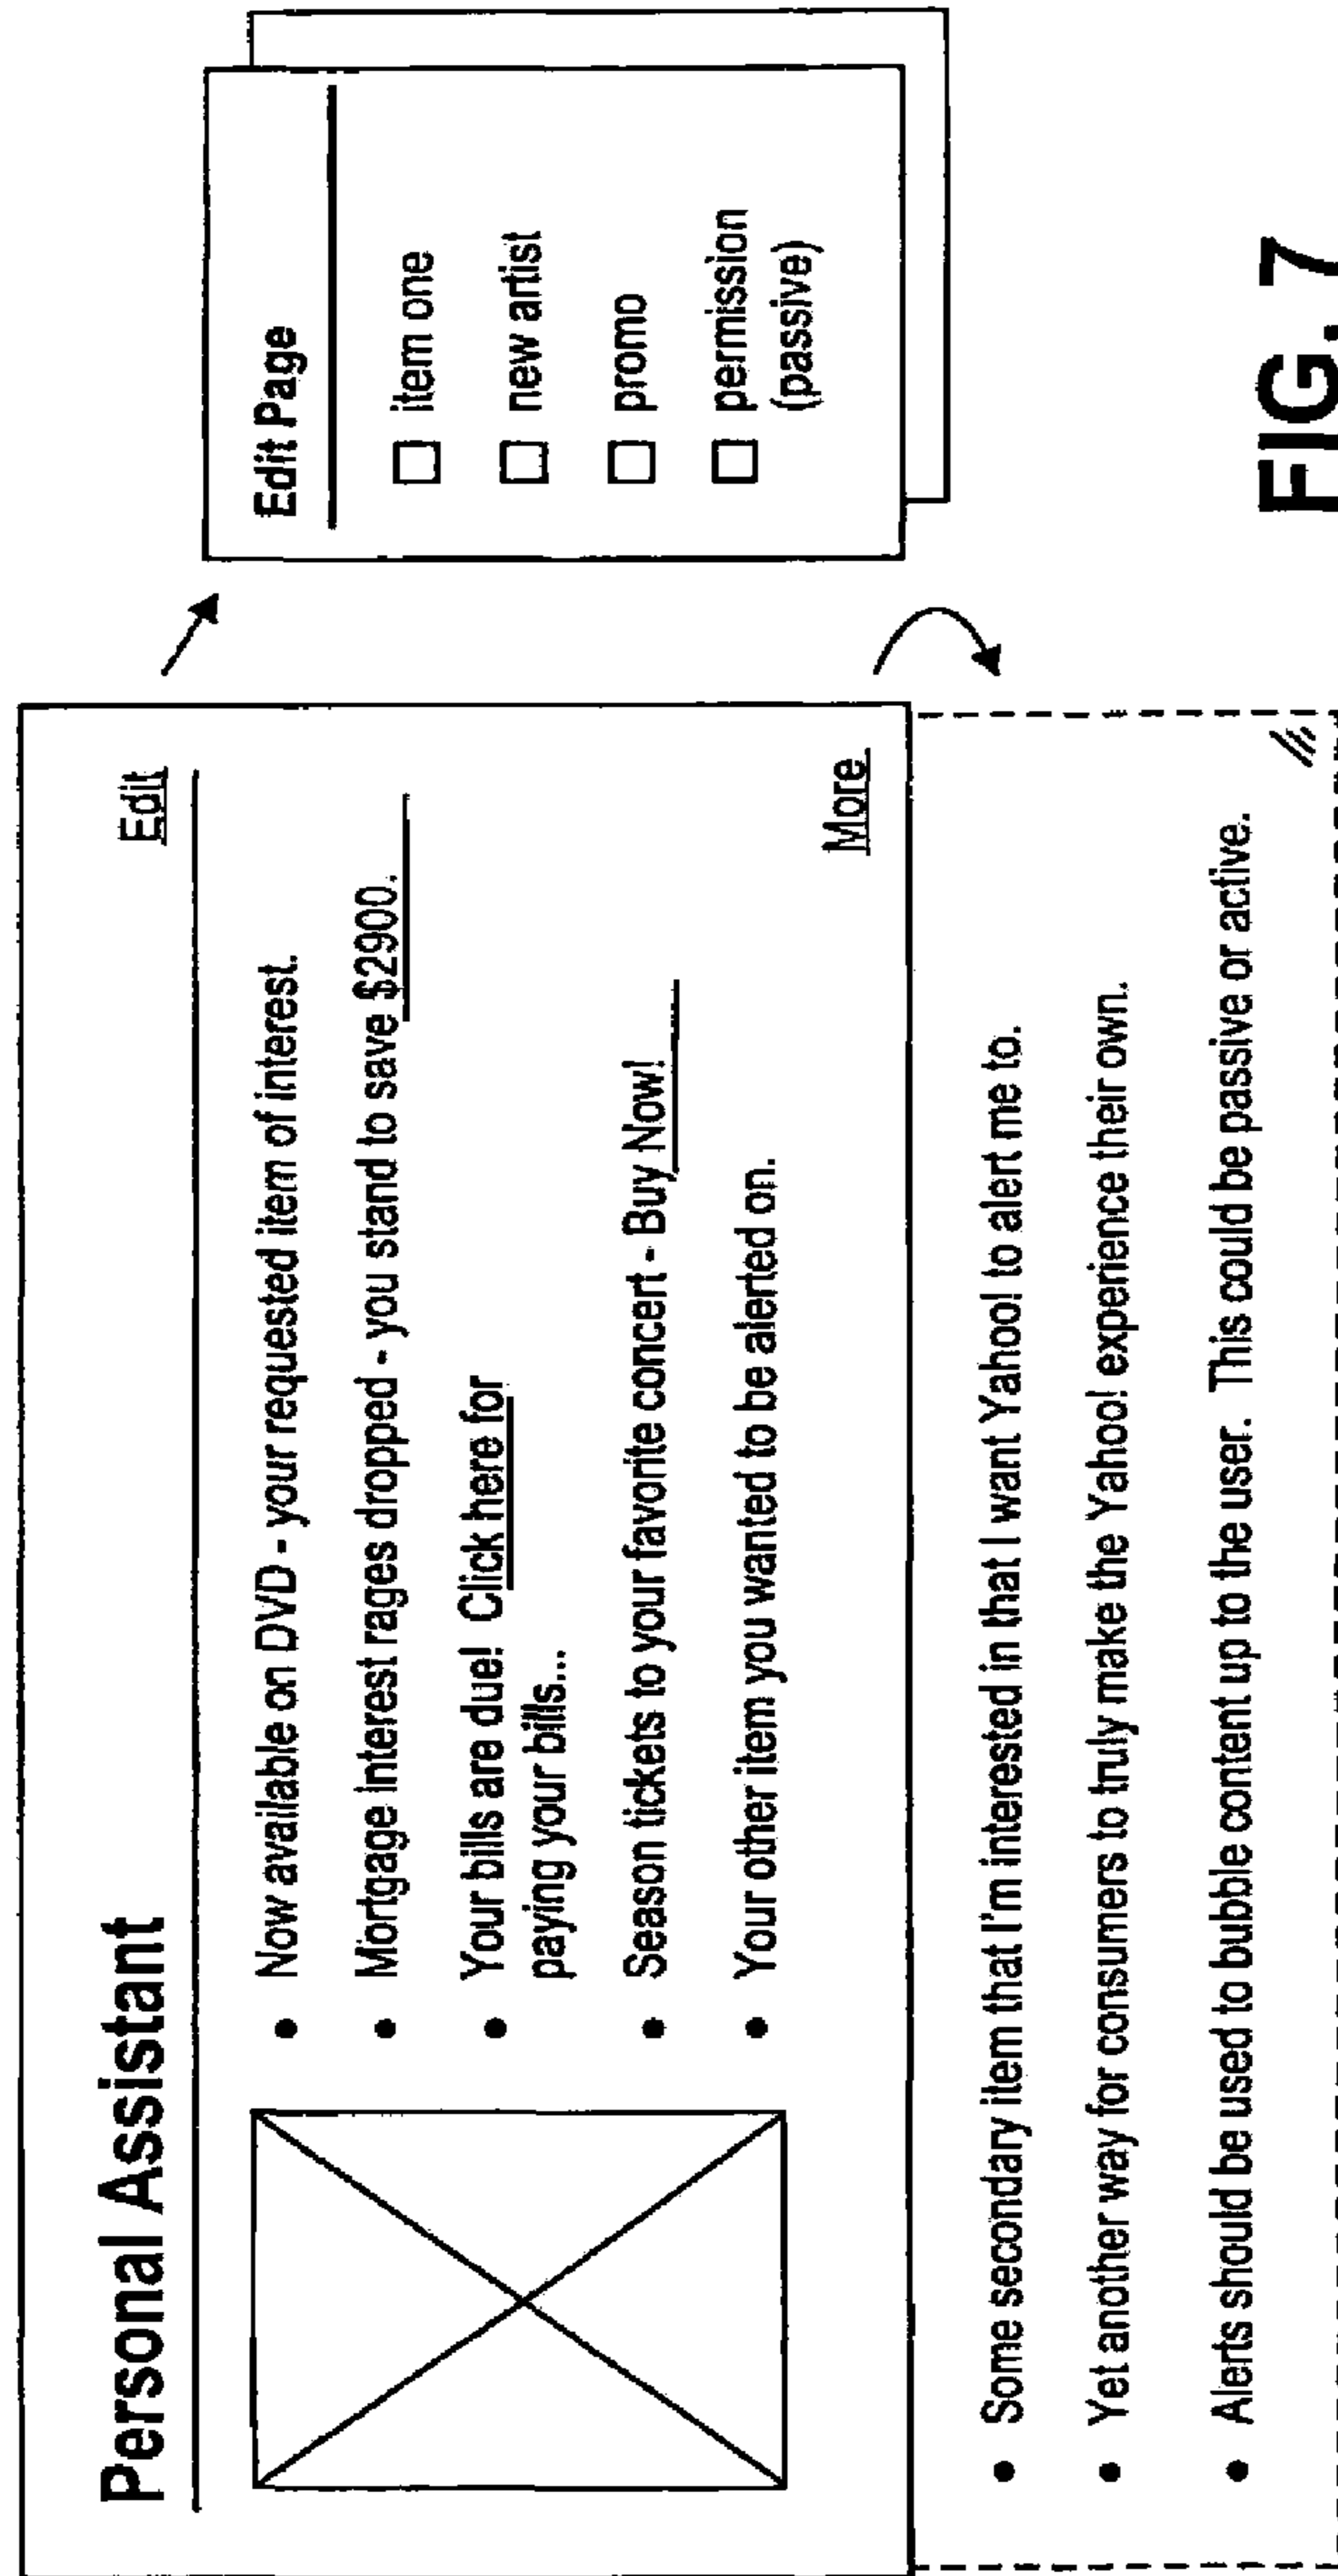 Personal Assistant
Edit
• Now available on DVD - your requested item of interest.
• Mortgage interest rages dropped - you stand to save $2900.
• Your bills are due! Click here for
paying your bills...
• Season tickets to your favorite concert - Buy Now!
• Your other item you wanted to be alerted on.
More
• Some secondary item that I'm interested in that I want Yahoo! to alert me to.
• Yet another way for consumers to truly make the Yahoo! experience their own.
• Alerts should be used to bubble content up to the user. This could be passive or active.
Edit Page
item one
new artist
promo
permission
(passive)
FIG. 7